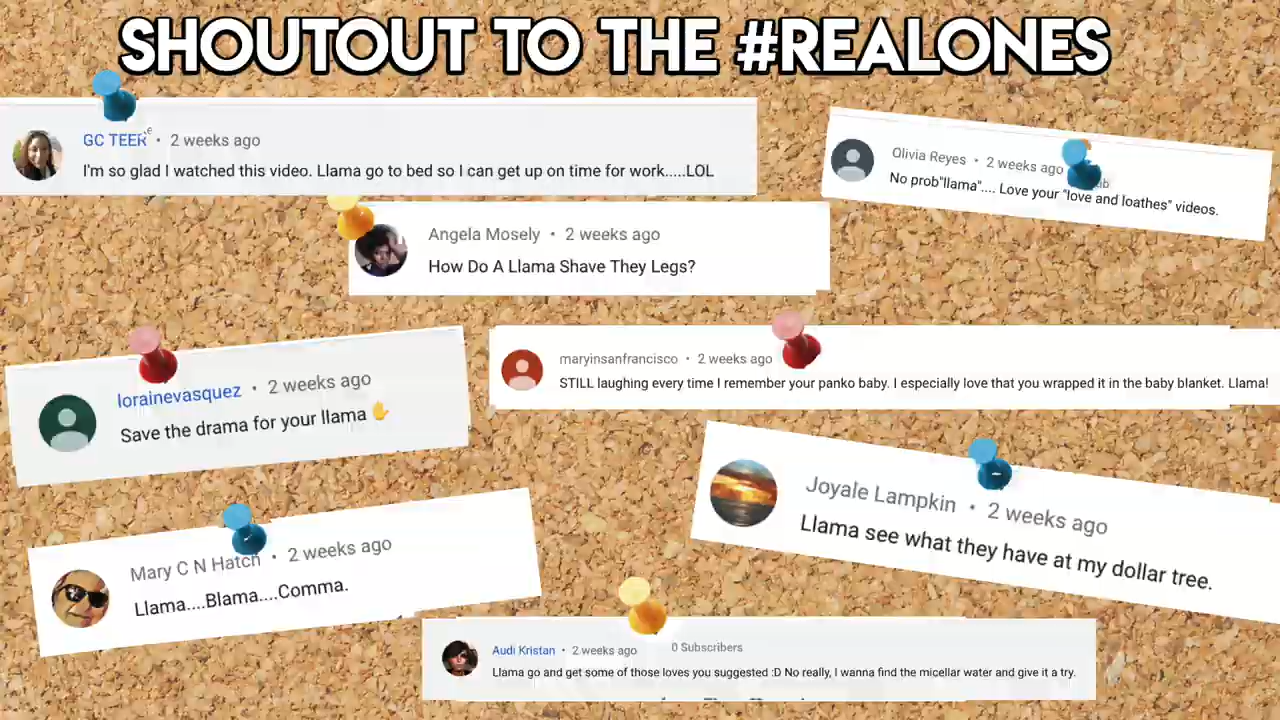 SHOUTOUT TO THE #REALONES
GC TEER • 2 weeks ago
I'm so glad I watched this video. Llama go to bed so I can get up on time for work.....LOL
Olivia Reyes • 2 weeks ago
No prob"llama".... Love your "love and loathes" videos.
Angela Mosely • 2 weeks ago
How Do A Llama Shave They Legs?
lorainevasquez • 2 weeks ago
Save the drama for your llama ✋
maryinsanfrancisco • 2 weeks ago
STILL laughing every time I remember your panko baby. I especially love that you wrapped it in the baby blanket. Llama!
Joyale Lampkin • 2 weeks ago
Llama see what they have at my dollar tree.
Mary C N Hatch • 2 weeks ago
Llama....Blama....Comma.
Audi Kristan • 2 weeks ago 0 Subscribers
Llama go and get some of those loves you suggested :D No really, I wanna find the micellar water and give it a try.